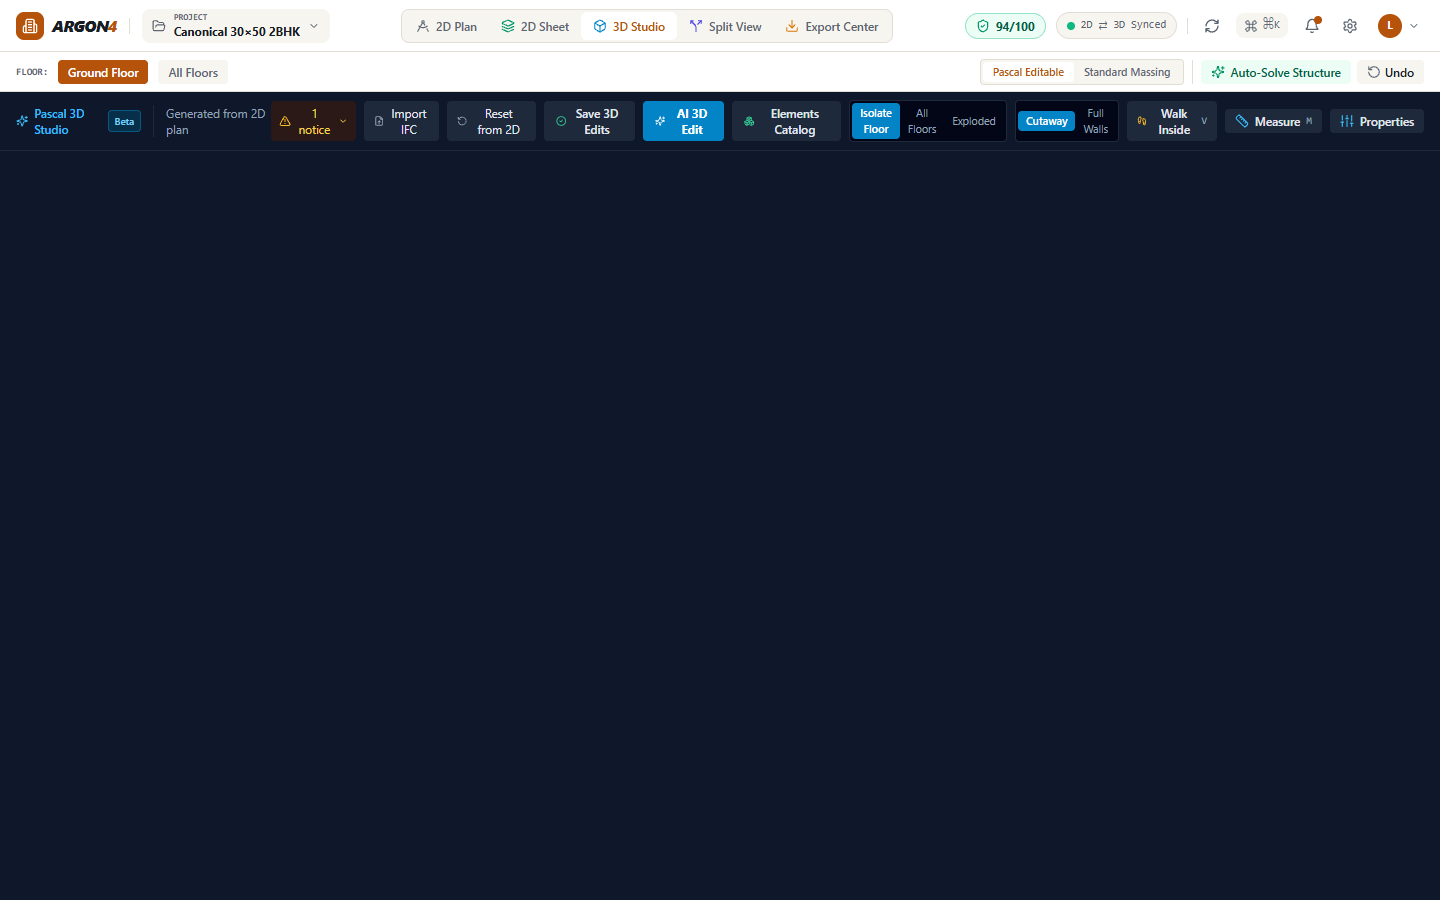 ARGON4
PROJECT
Canonical 30×50 2BHK
2D Plan
2D Sheet
3D Studio
Split View
Export Center
94/100
2D ⇄ 3D Synced
⌘ ⌘K
L
FLOOR:
Ground Floor
All Floors
Pascal Editable
Standard Massing
Auto-Solve Structure
Undo
Pascal 3D
Studio
Beta
Generated from 2D
plan
1
notice
Import
IFC
Reset
from 2D
Save 3D
Edits
AI 3D
Edit
Elements
Catalog
Isolate
Floor
All
Floors
Exploded
Cutaway
Full
Walls
Walk
Inside
V
Measure M
Properties